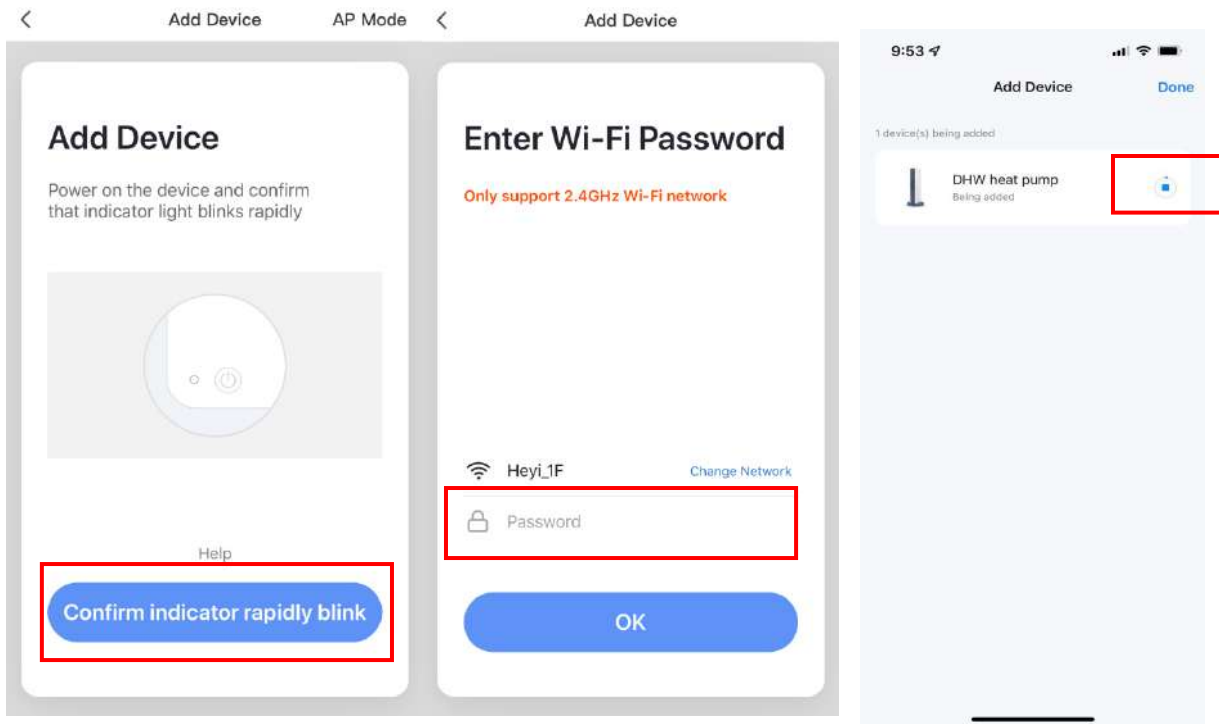 Add Device
AP Mode
Add Device
Power on the device and confirm
that indicator light blinks rapidly
Help
Confirm indicator rapidly blink
Add Device
Enter Wi-Fi Password
Only support 2.4GHz Wi-Fi network
Heyi_1F
Change Network
Password
OK
9:53
Add Device
Done
1 device(s) being added
DHW heat pump
Being added